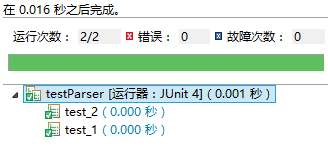 在 0.016 秒之后完成。
运行次数： 2/2 错误： 0 故障次数： 0
testParser [运行器：JUnit 4]（0.001 秒）
test_2（0.000 秒）
test_1（0.000 秒）